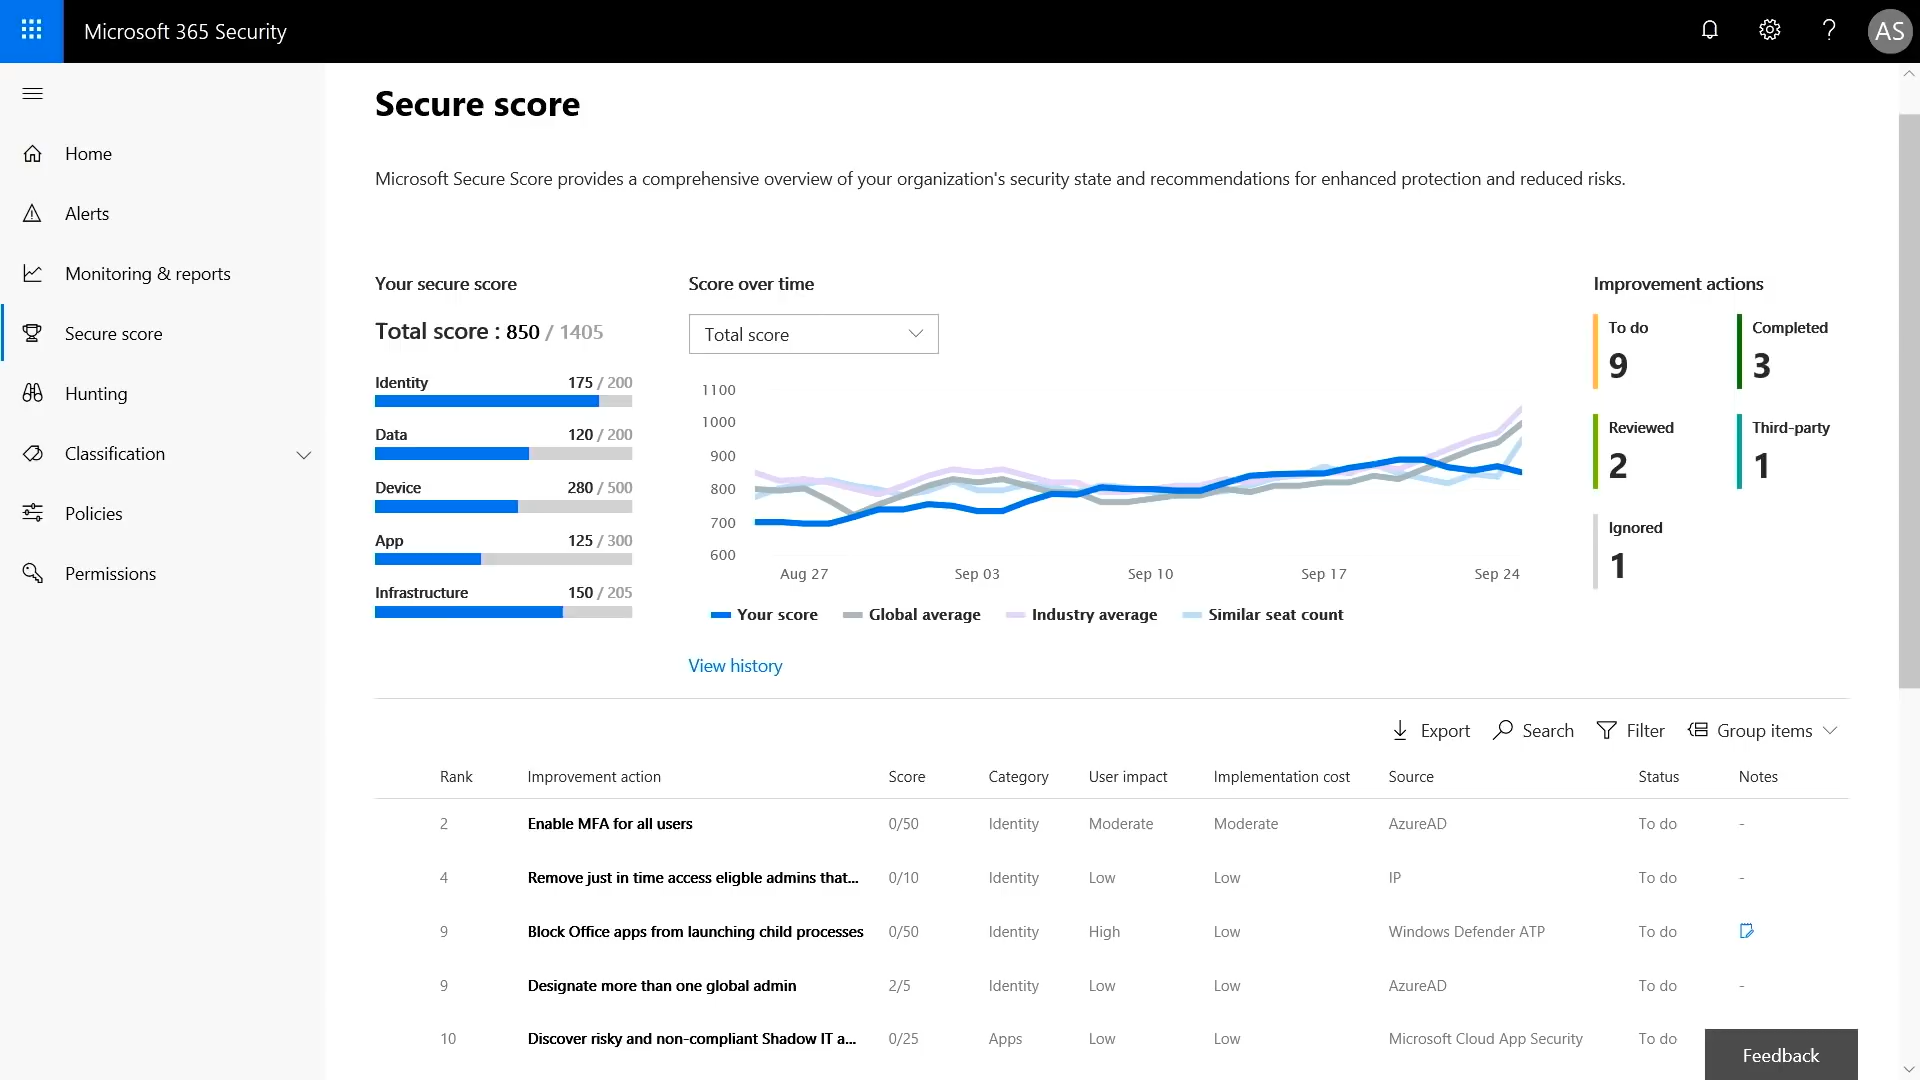 Microsoft 365 Security
AS
Home
Alerts
Monitoring & reports
Secure score
Hunting
Classification
Policies
Permissions
Secure score
Microsoft Secure Score provides a comprehensive overview of your organization's security state and recommendations for enhanced protection and reduced risks.
Your secure score
Total score : 850 / 1405
Identity 175 / 200
Data 120 / 200
Device 280 / 500
App 125 / 300
Infrastructure 150 / 205
Score over time
Total score
1100
1000
900
800
700
600
Aug 27 Sep 03 Sep 10 Sep 17 Sep 24
Your score Global average Industry average Similar seat count
View history
Improvement actions
To do Completed
9 3
Reviewed Third-party
2 1
Ignored
1
Export Search Filter Group items
Rank Improvement action Score Category User impact Implementation cost Source Status Notes
2 Enable MFA for all users 0/50 Identity Moderate Moderate AzureAD To do -
4 Remove just in time access eligble admins that... 0/10 Identity Low Low IP To do -
9 Block Office apps from launching child processes 0/50 Identity High Low Windows Defender ATP To do
9 Designate more than one global admin 2/5 Identity Low Low AzureAD To do -
10 Discover risky and non-compliant Shadow IT a... 0/25 Apps Low Low Microsoft Cloud App Security To do
Feedback